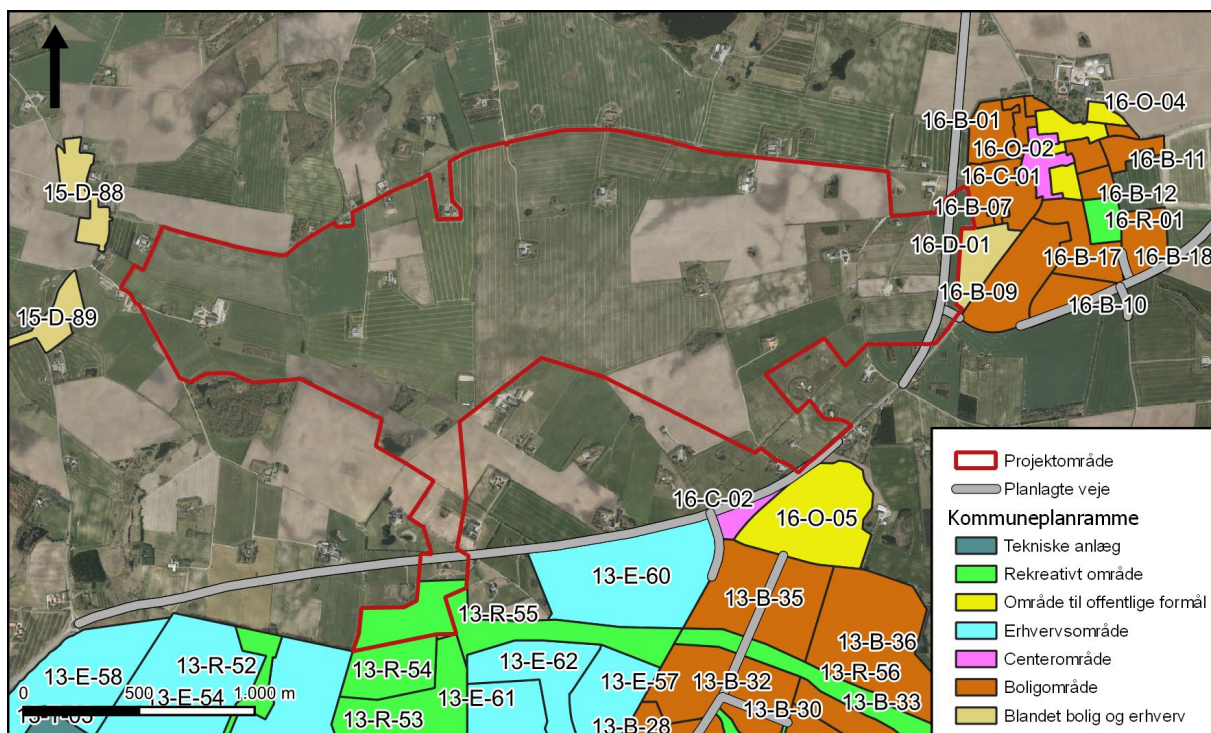 16-O-04
16-B-01
16-O-02
16-B-11
16-C-01
15-D-88
16-B-12
16-B-07
16-R-01
16-D-01
16-B-17
16-B-18
16-B-09
15-D-89
16-B-10
16-C-02
16-O-05
13-E-60
13-B-35
13-R-55
13-B-36
13-R-52
13-E-62
13-R-54
13-R-56
13-E-58
13-E-57
13-B-32
13-E-54
13-E-61
13-B-33
13-B-30
13-R-53
13-B-28
0 500 1.000 m
Projektområde
Planlagte veje
Kommuneplanramme
Tekniske anlæg
Rekreativt område
Område til offentlige formål
Erhvervsområde
Centerområde
Boligområde
Blandet bolig og erhverv